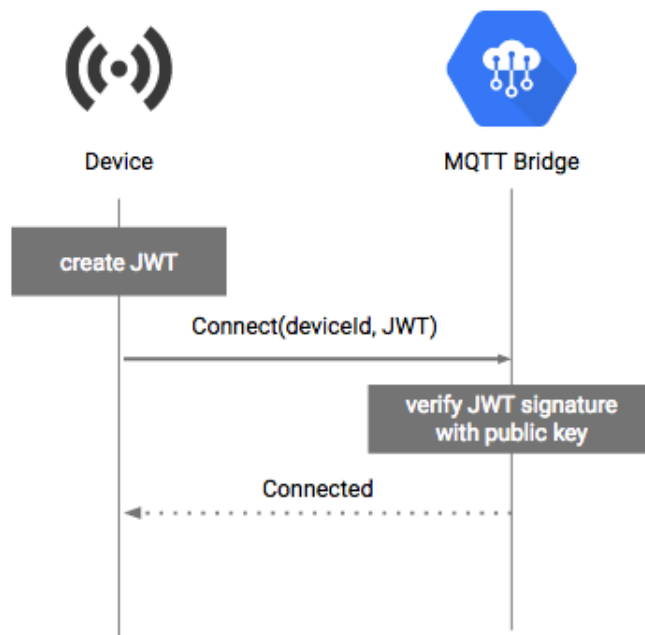 Device
MQTT Bridge
create JWT
Connect(deviceId, JWT)
verify JWT signature
with public key
Connected